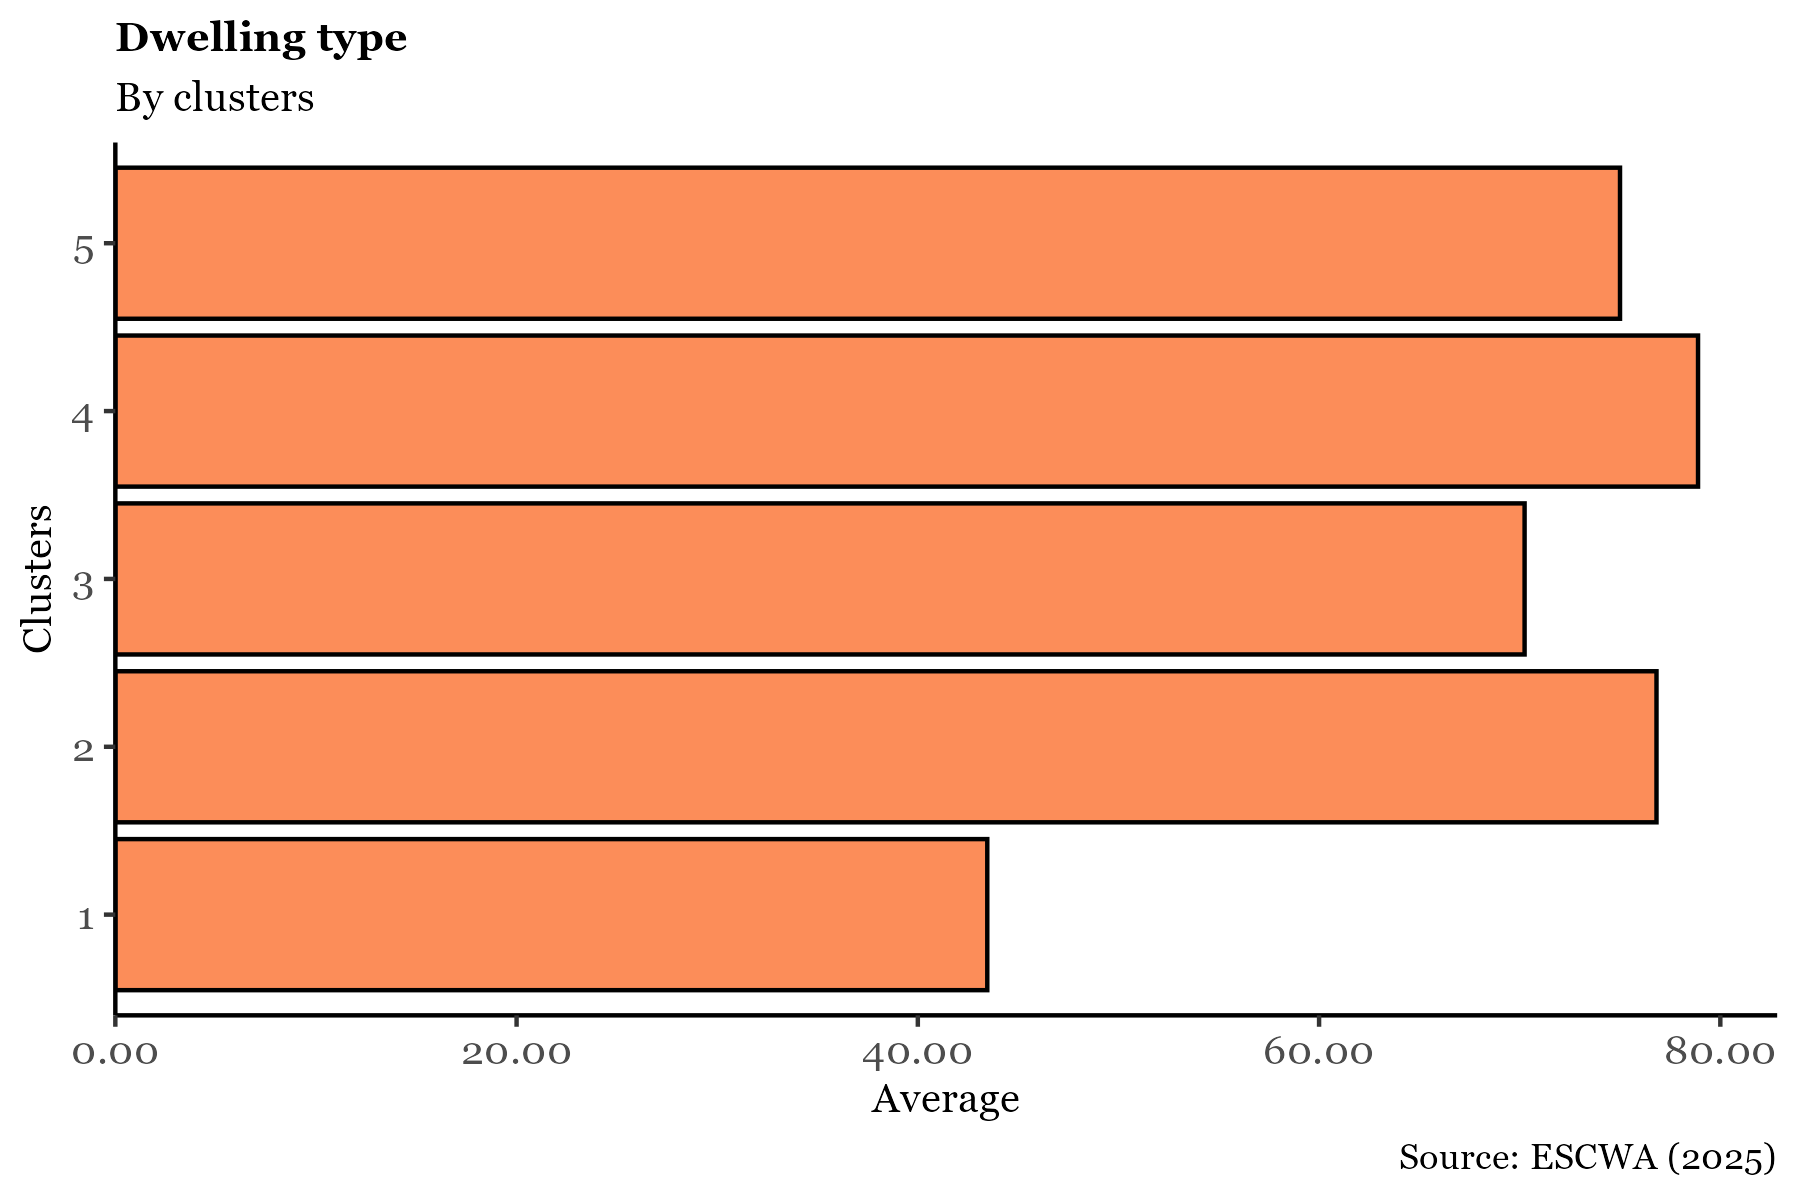 Dwelling type
By clusters
5
4
3
2
1
Clusters
0.00 20.00 40.00 60.00 80.00
Average
Source: ESCWA (2025)